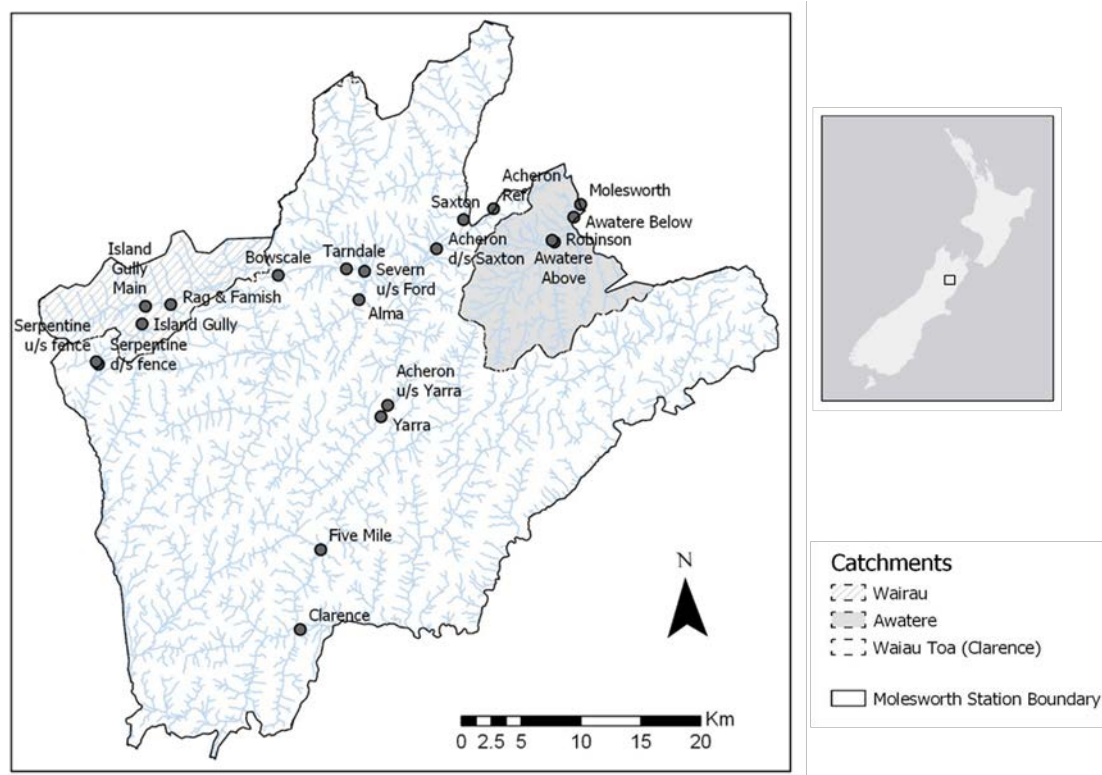 Acheron
Ref
Molesworth
Saxton
Awatere Below
Island
Gully
Main
Bowscale
Tarndale
Acheron
d/s Saxton
Robinson
Awatere
Above
Severn
u/s Ford
Rag & Famish
Alma
Serpentine
u/s fence
Island Gully
Serpentine
d/s fence
Acheron
u/s Yarra
Yarra
Five Mile
Clarence
N
Km
0 2.5 5 10 15 20
Catchments
Wairau
Awatere
Waiau Toa (Clarence)
Molesworth Station Boundary